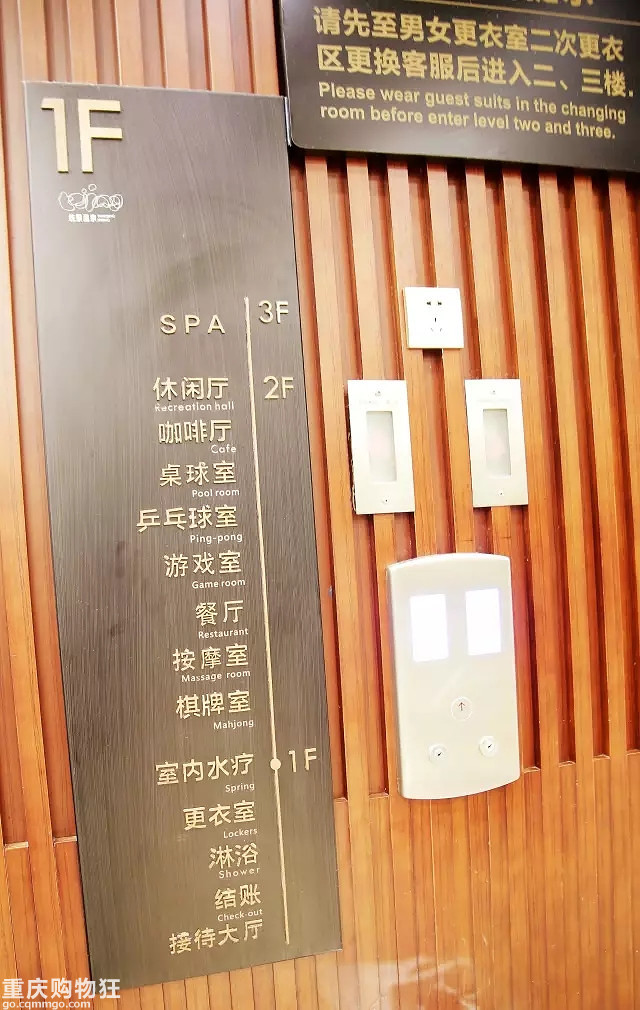 请先至男女更衣室二次更衣
区更换客服后进入二、三楼。
Please wear guest suits in the changing
room before enter level two and three.
1F
SPA 3F
休闲厅 2F
Recreation hall
咖啡厅
Cafe
桌球室
Pool room
乒乓球室
Ping-pong
游戏室
Game room
餐厅
Restaurant
按摩室
Massage room
棋牌室
Mahjong
室内水疗 1F
Spring
更衣室
Lockers
淋浴
Shower
结账
Check-out
接待大厅
重庆购物狂
go.cqmmgo.com